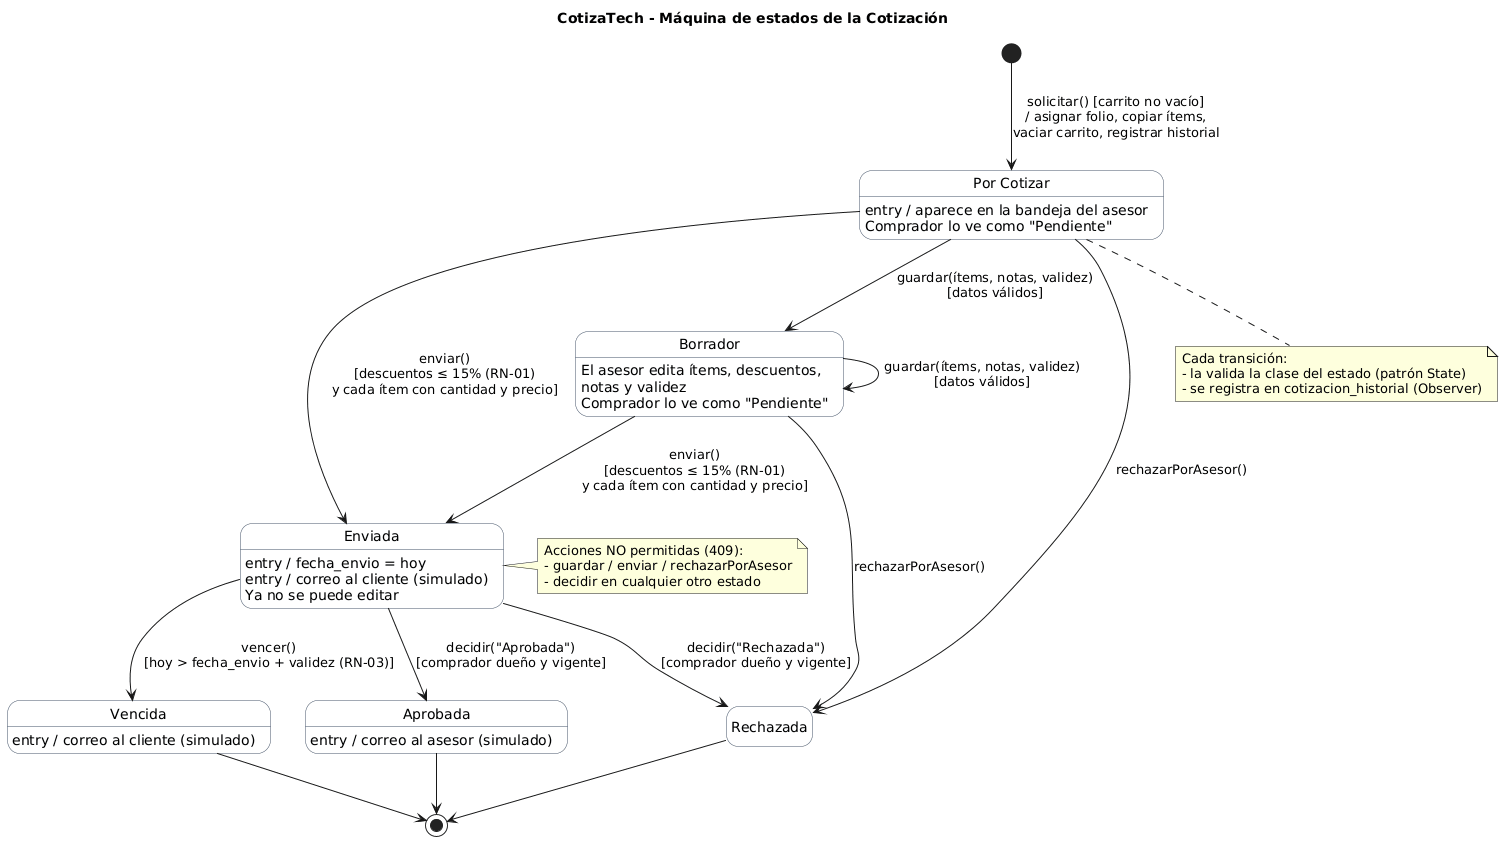 CotizaTech - Máquina de estados de la Cotización
solicitar() [carrito no vacío]
/ asignar folio, copiar ítems,
vaciar carrito, registrar historial
Por Cotizar
entry / aparece en la bandeja del asesor
Comprador lo ve como "Pendiente"
guardar(ítems, notas, validez)
[datos válidos]
Borrador
El asesor edita ítems, descuentos,
notas y validez
Comprador lo ve como "Pendiente"
guardar(ítems, notas, validez)
[datos válidos]
Cada transición:
- la valida la clase del estado (patrón State)
- se registra en cotizacion_historial (Observer)
enviar()
[descuentos ≤ 15% (RN-01)
y cada ítem con cantidad y precio]
enviar()
[descuentos ≤ 15% (RN-01)
y cada ítem con cantidad y precio]
rechazarPorAsesor()
Enviada
entry / fecha_envio = hoy
entry / correo al cliente (simulado)
Ya no se puede editar
Acciones NO permitidas (409):
- guardar / enviar / rechazarPorAsesor
- decidir en cualquier otro estado
rechazarPorAsesor()
vencer()
[hoy > fecha_envio + validez (RN-03)]
decidir("Aprobada")
[comprador dueño y vigente]
decidir("Rechazada")
[comprador dueño y vigente]
Vencida
entry / correo al cliente (simulado)
Aprobada
entry / correo al asesor (simulado)
Rechazada